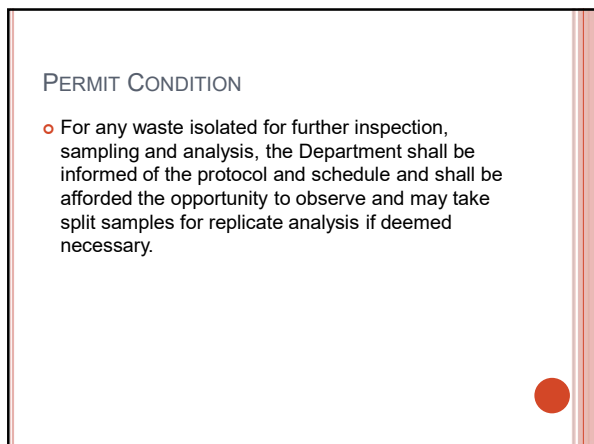 PERMIT CONDITION
For any waste isolated for further inspection,
sampling and analysis, the Department shall be
informed of the protocol and schedule and shall be
afforded the opportunity to observe and may take
split samples for replicate analysis if deemed
necessary.